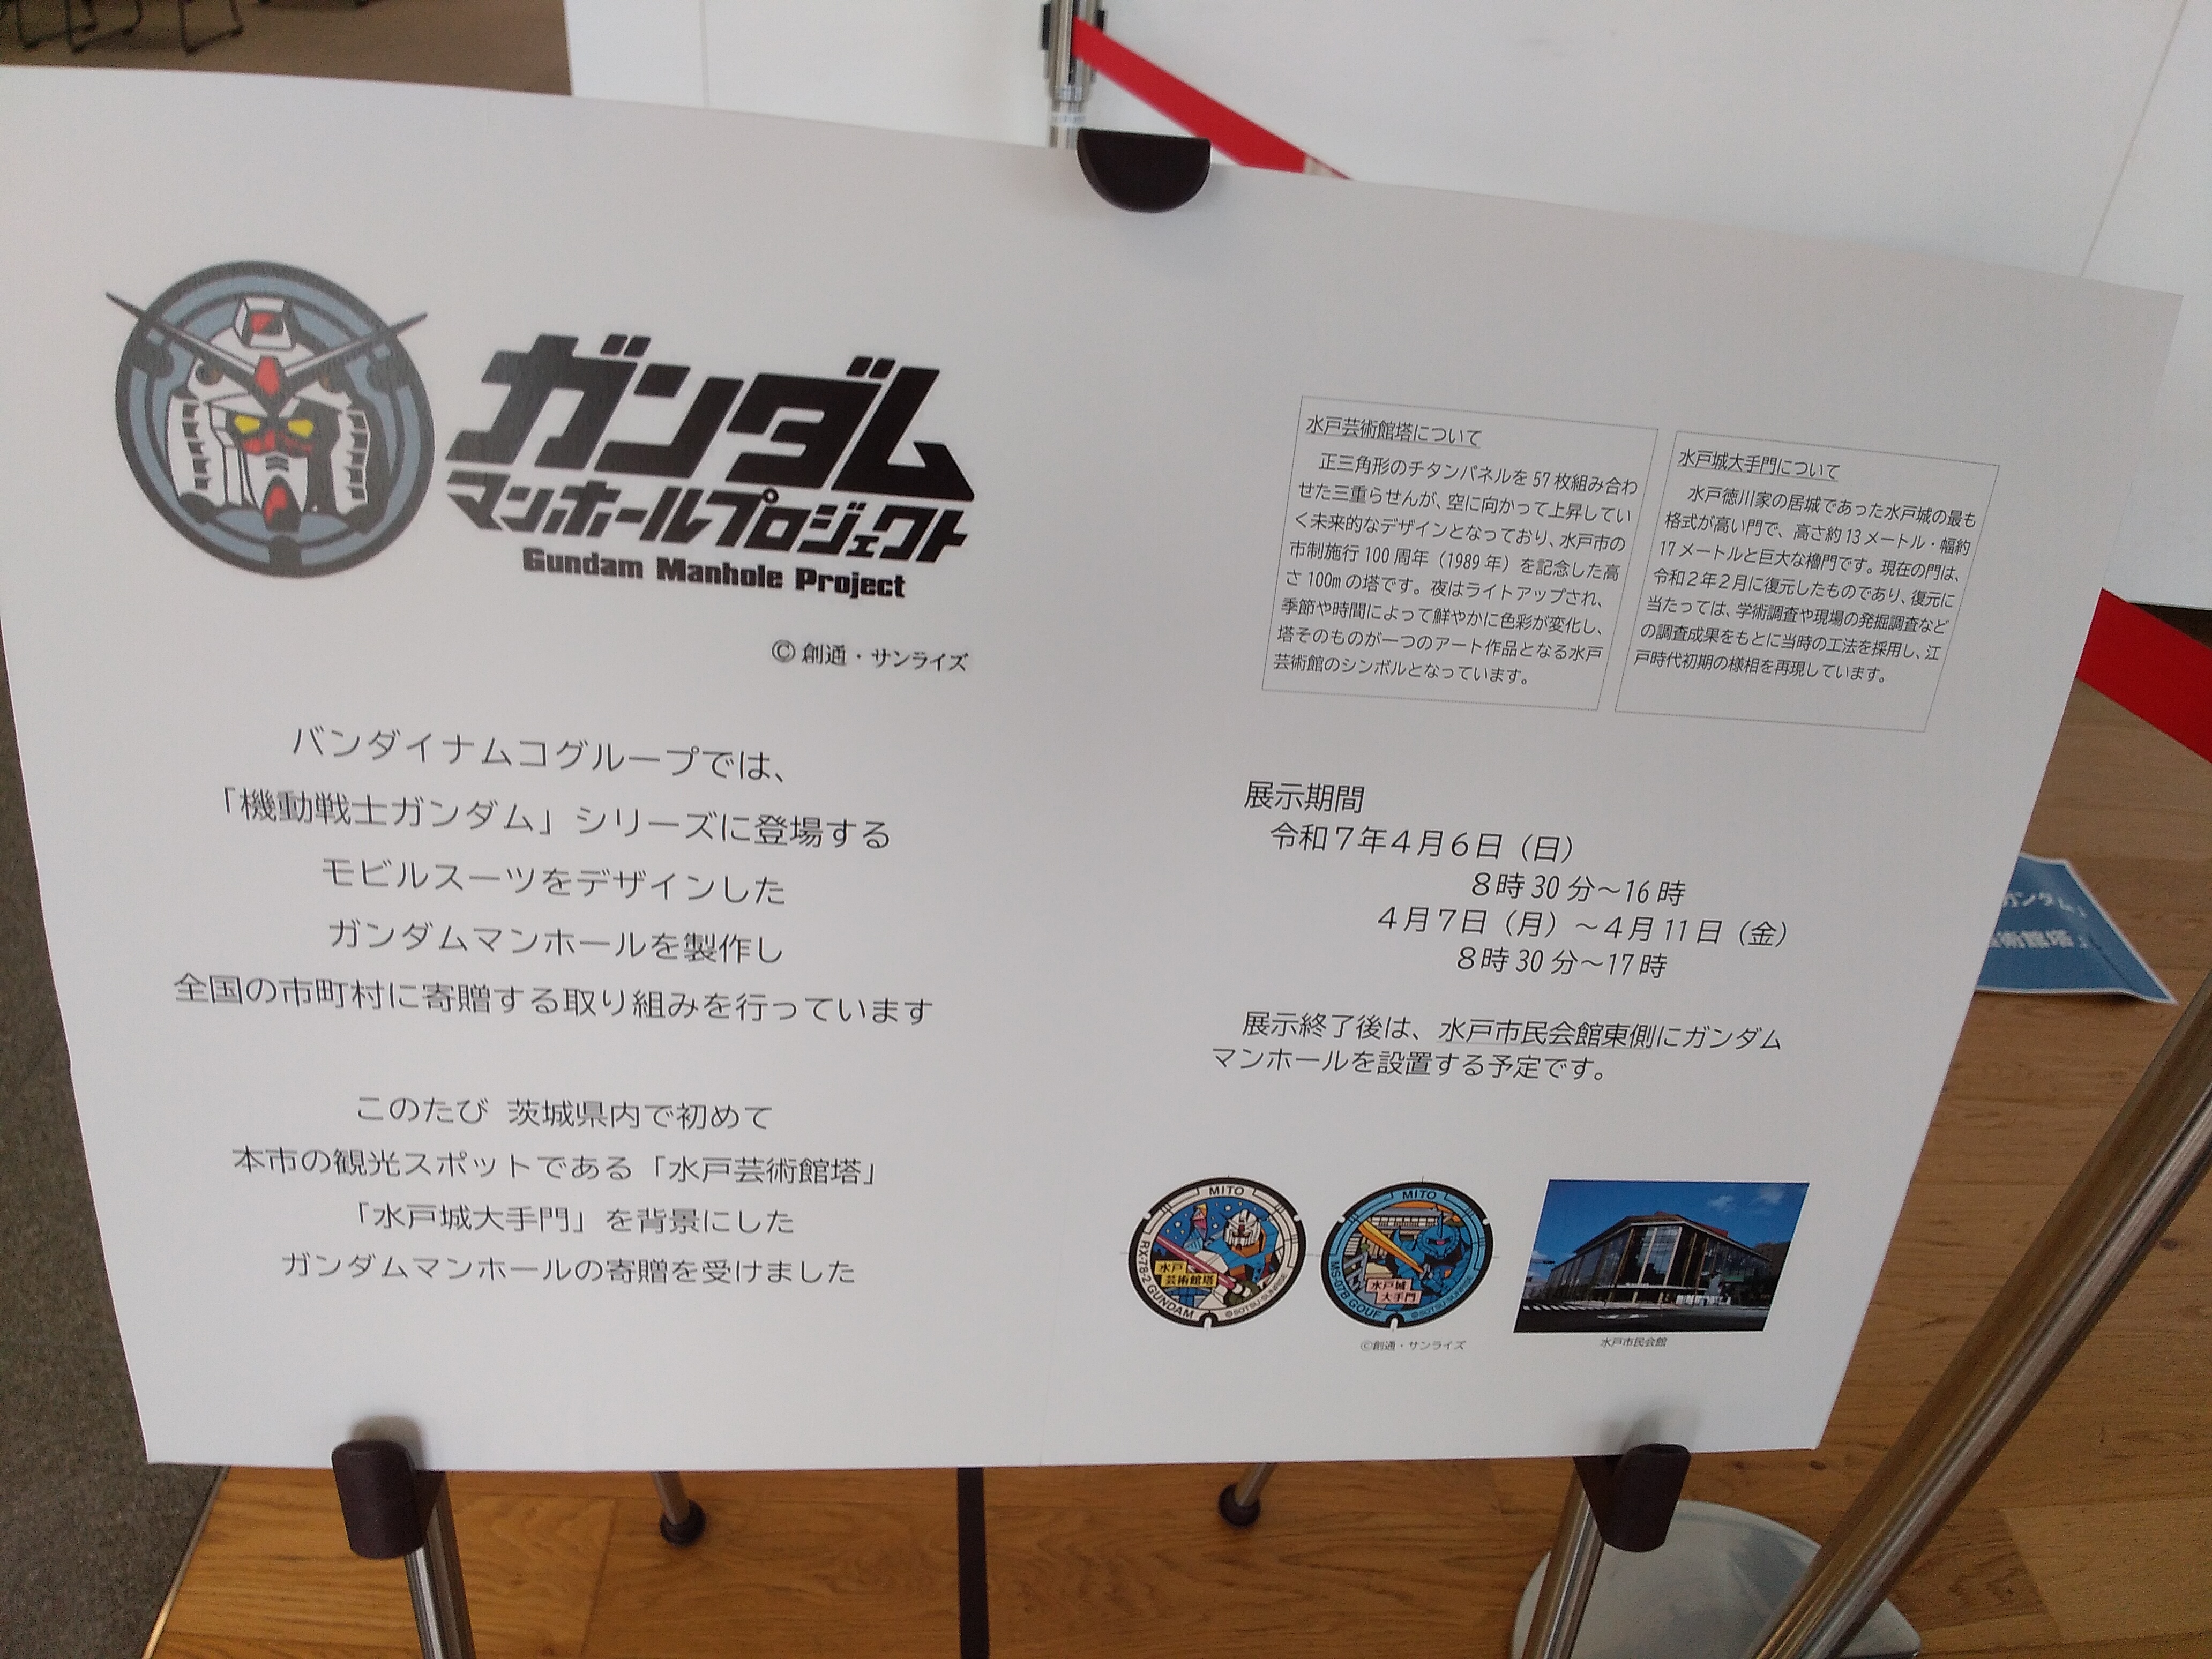 ガンダム
マンホールプロジェクト
Gundam Manhole Project
©創通・サンライズ
バンダイナムコグループでは、
「機動戦士ガンダム」シリーズに登場する
モビルスーツをデザインした
ガンダムマンホールを製作し
全国の市町村に寄贈する取り組みを行っています
このたび 茨城県内で初めて
本市の観光スポットである「水戸芸術館塔」
「水戸城大手門」を背景にした
ガンダムマンホールの寄贈を受けました
水戸芸術館塔について
正三角形のチタンパネルを57枚組み合わ
せた三重らせんが、空に向かって上昇してい
く未来的なデザインとなっており、水戸市の
市制施行100周年（1989年）を記念した高
さ100mの塔です。夜はライトアップされ、
季節や時間によって鮮やかに色彩が変化し、
塔そのものが一つのアート作品となる水戸
芸術館のシンボルとなっています。
水戸城大手門について
水戸徳川家の居城であった水戸城の最も
格式が高い門で、高さ約13メートル・幅約
17メートルと巨大な櫓門です。現在の門は、
令和2年2月に復元したものであり、復元に
当たっては、学術調査や現場の発掘調査など
の調査成果をもとに当時の工法を採用し、江
戸時代初期の様相を再現しています。
展示期間
令和7年4月6日（日）
8時30分～16時
4月7日（月）～4月11日（金）
8時30分～17時
展示終了後は、水戸市民会館東側にガンダム
マンホールを設置する予定です。
MITO
RX-78-2 GUNDAM
水戸
芸術館塔
©SOTSU・SUNRISE
MITO
MS-07B GOUF
水戸城
大手門
©SOTSU・SUNRISE
©創通・サンライズ
水戸市民会館
ガンダム
術館塔」